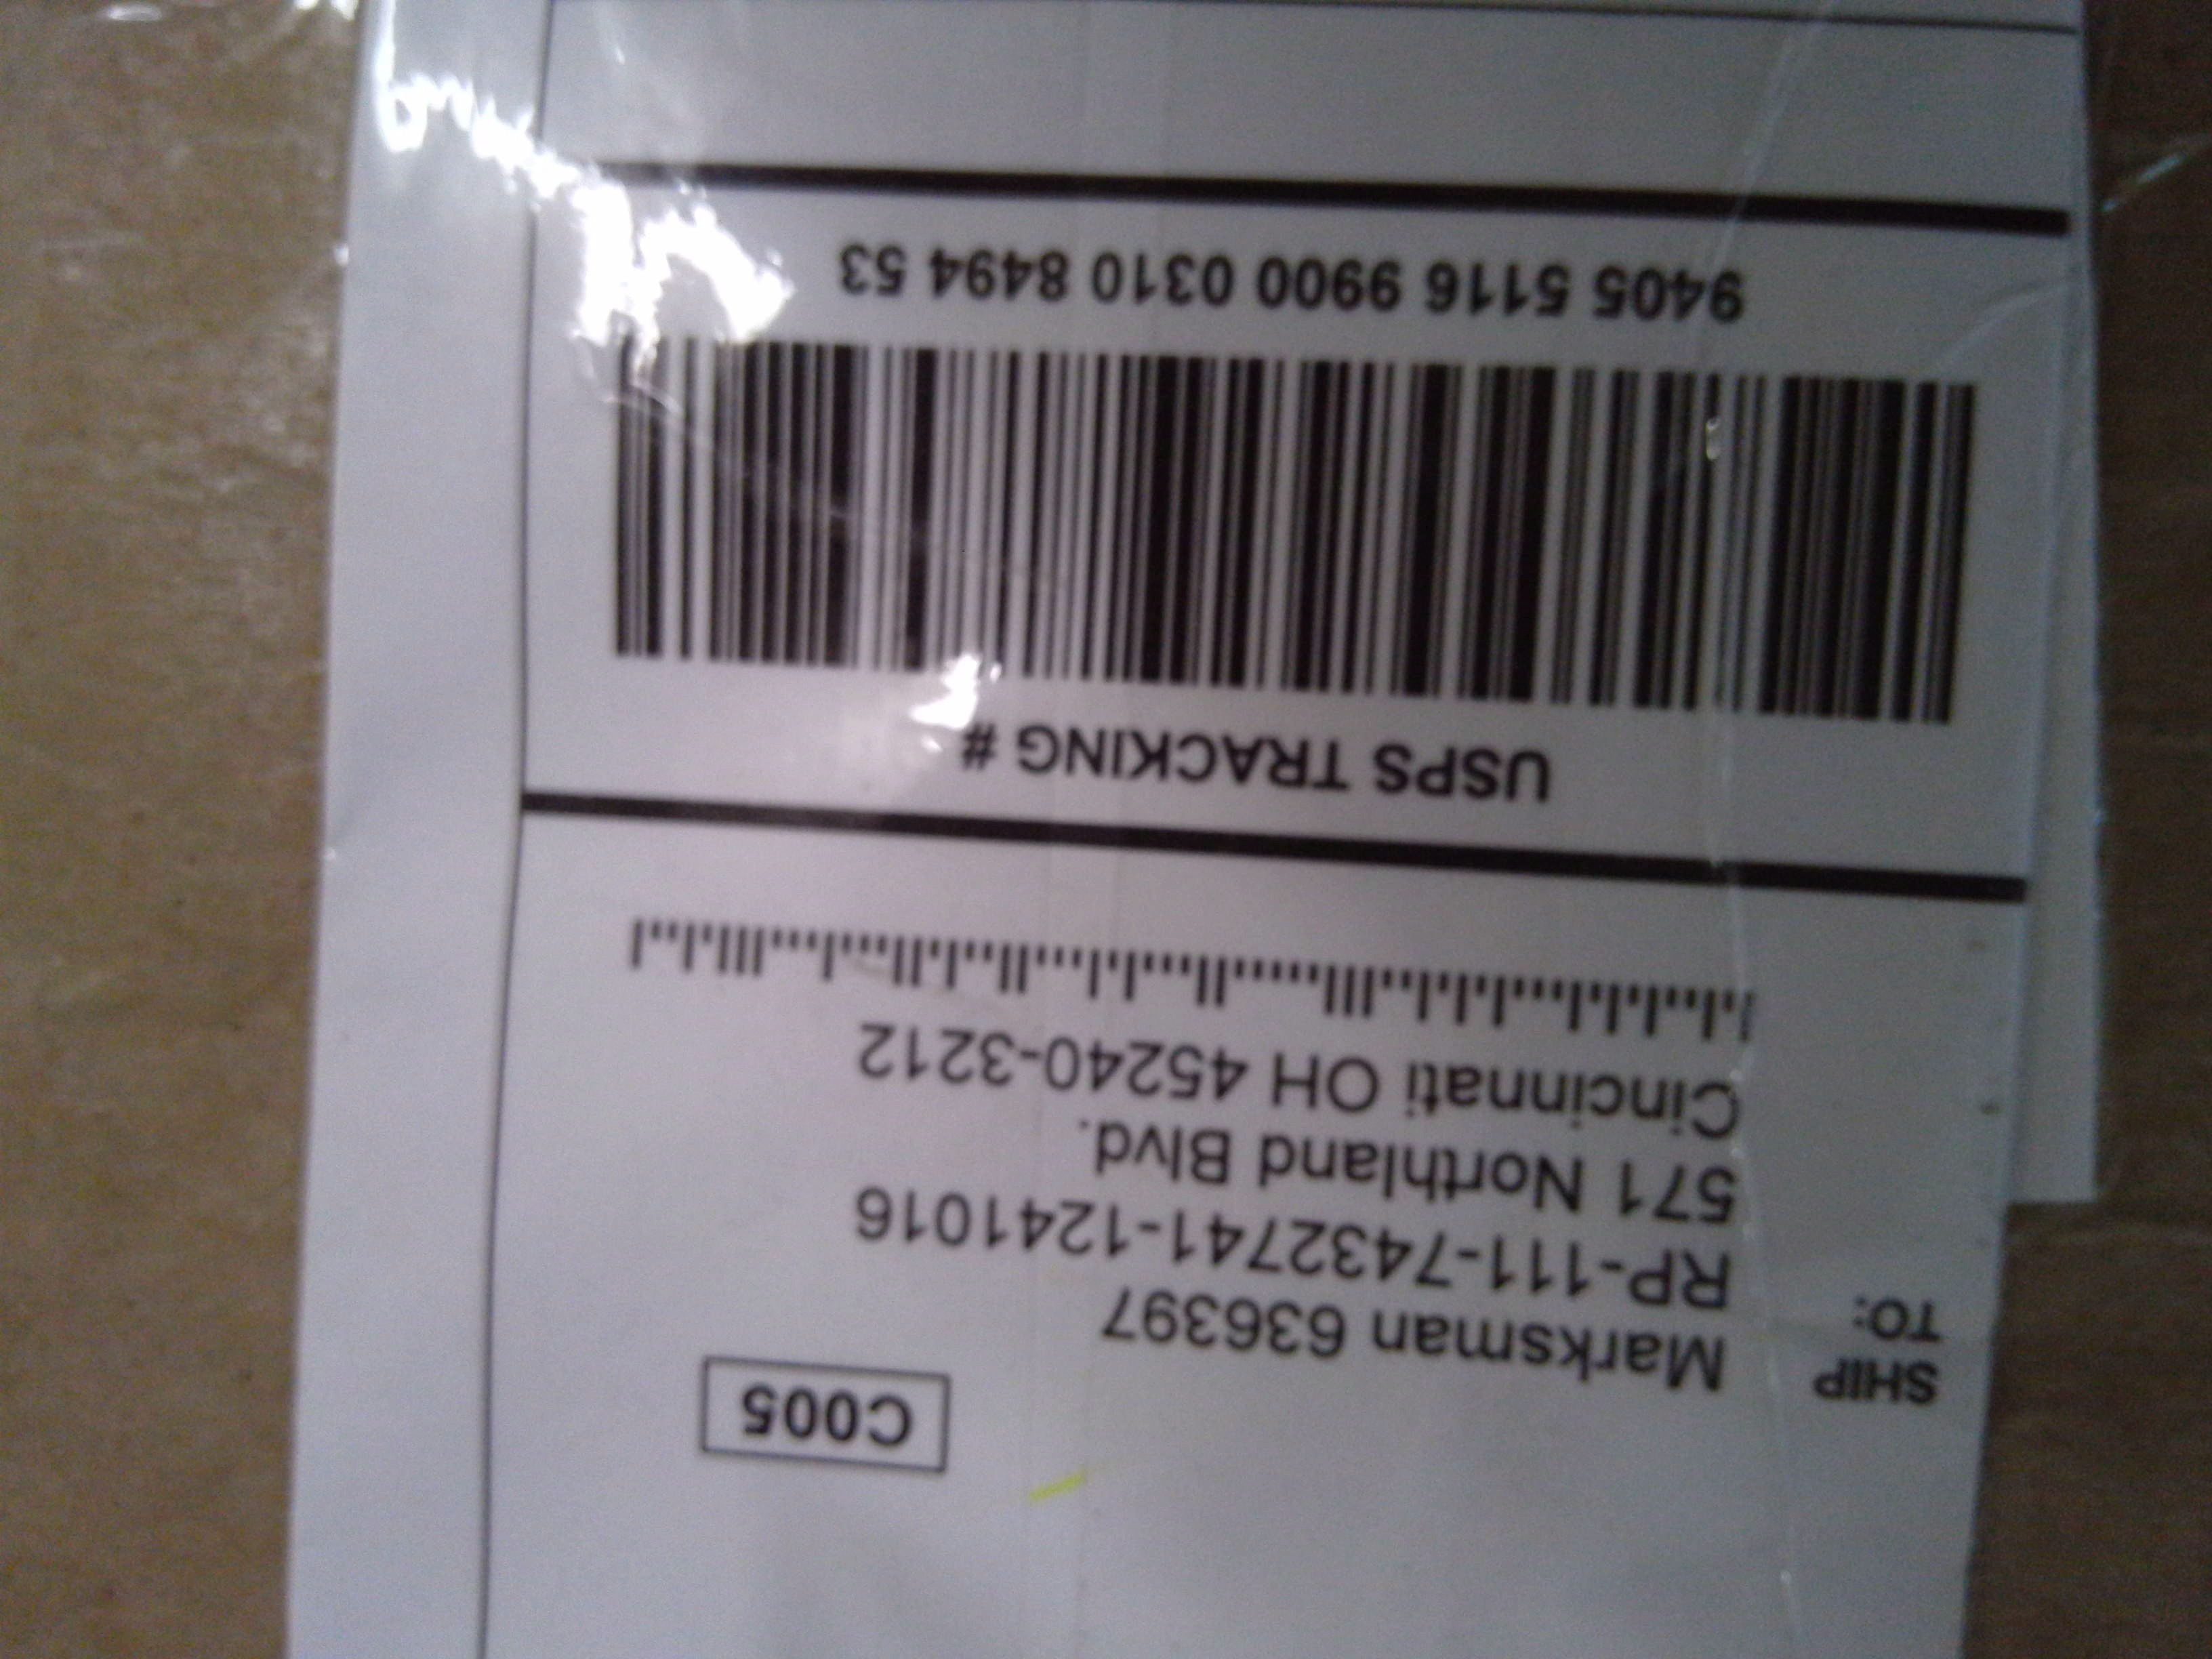 C005
SHIP
TO:
Marksman 636397
RP-111-7432741-1241016
571 Northland Blvd.
Cincinnati OH 45240-3212
USPS TRACKING #
9405 5116 9900 0310 8494 53